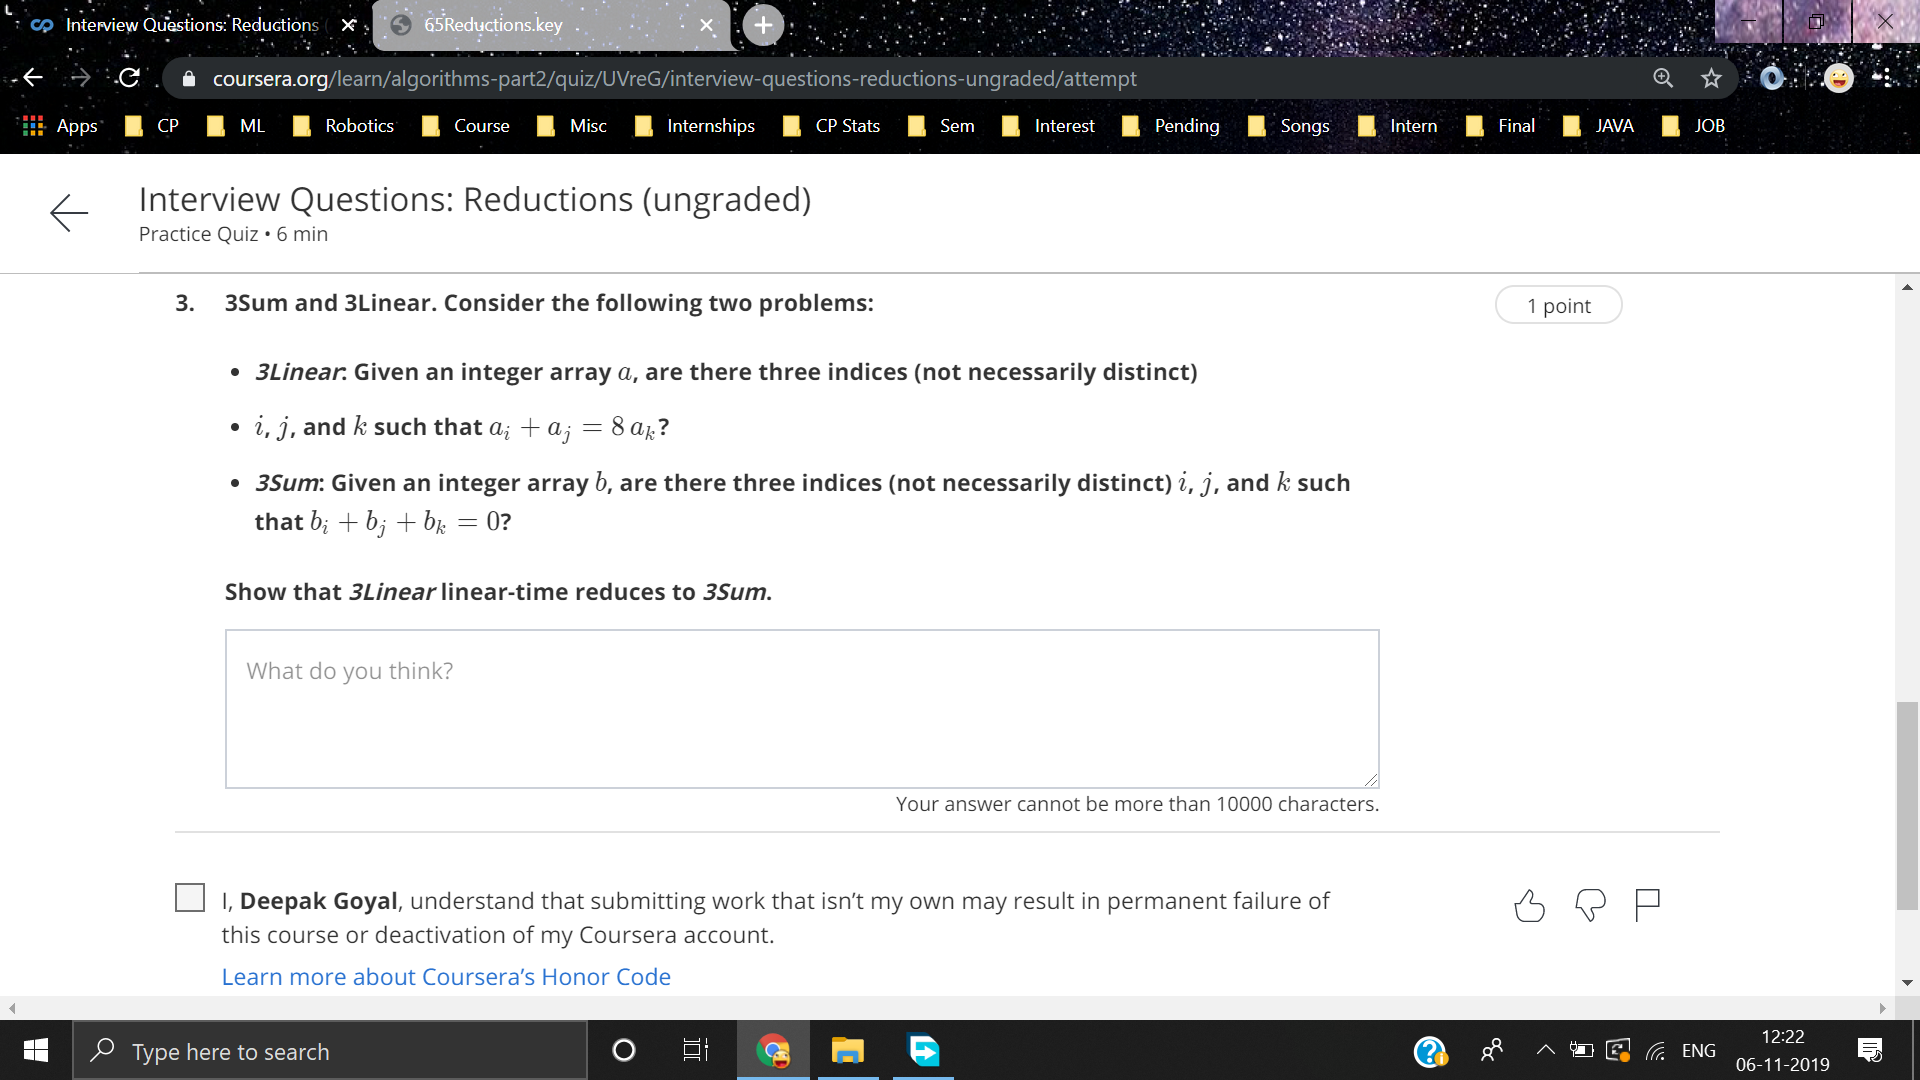 Interview Questions: Reductions
65Reductions.key
coursera.org/learn/algorithms-part2/quiz/UVreG/interview-questions-reductions-ungraded/attempt
Apps CP ML Robotics Course Misc Internships CP Stats Sem Interest Pending Songs Intern Final JAVA JOB
Interview Questions: Reductions (ungraded)
Practice Quiz • 6 min
3. 3Sum and 3Linear. Consider the following two problems:
1 point
• 3Linear: Given an integer array a, are there three indices (not necessarily distinct)
• i, j, and k such that a_i + a_j = 8 a_k?
• 3Sum: Given an integer array b, are there three indices (not necessarily distinct) i, j, and k such
that b_i + b_j + b_k = 0?
Show that 3Linear linear-time reduces to 3Sum.
What do you think?
Your answer cannot be more than 10000 characters.
I, Deepak Goyal, understand that submitting work that isn't my own may result in permanent failure of
this course or deactivation of my Coursera account.
Learn more about Coursera's Honor Code
Type here to search
ENG
12:22
06-11-2019